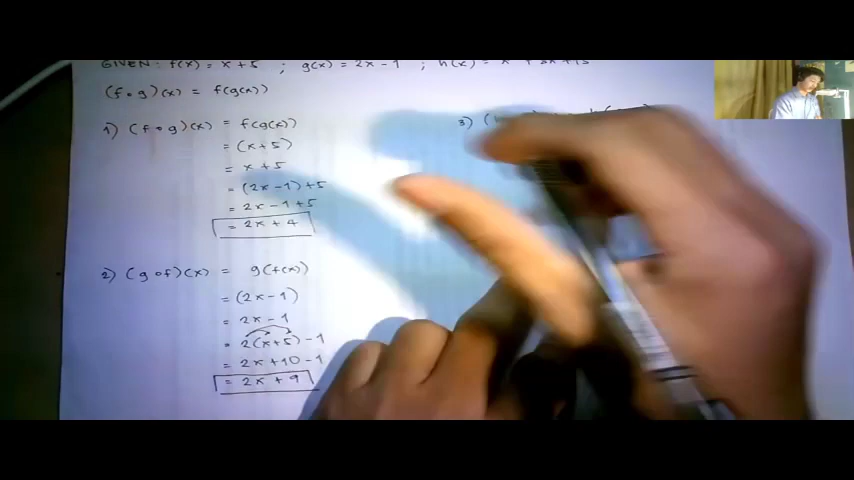 GIVEN: f(x) = x + 5 ; g(x) = 2x - 1 ; h(x) =
(f ∘ g)(x) = f(g(x))
1) (f ∘ g)(x) = f(g(x))
= (x+5)
= x+5
= (2x-1)+5
= 2x-1+5
= 2x+4
2) (g ∘ f)(x) = g(f(x))
= (2x-1)
= 2x-1
= 2(x+5)-1
= 2x+10-1
= 2x+9
3) (